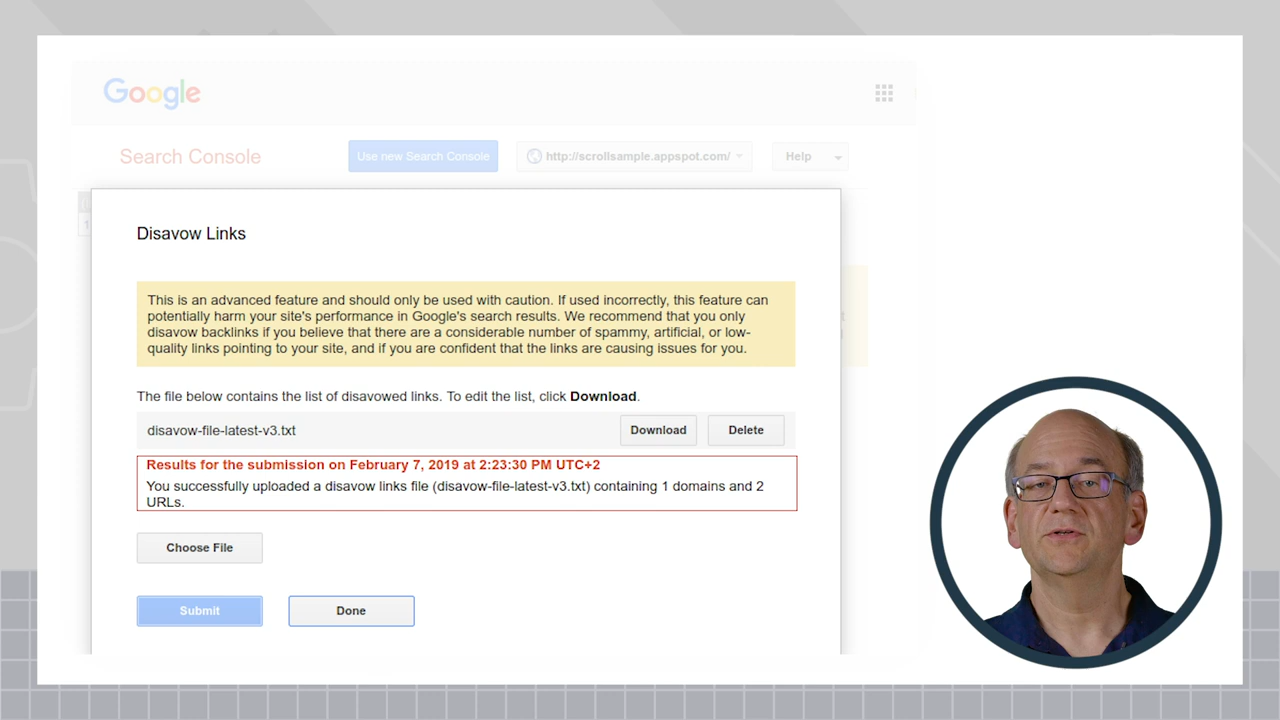 Google
Search Console
Use new Search Console
http://scrollsample.appspot.com/
Help
1
Disavow Links
This is an advanced feature and should only be used with caution. If used incorrectly, this feature can
potentially harm your site's performance in Google's search results. We recommend that you only
disavow backlinks if you believe that there are a considerable number of spammy, artificial, or low-
quality links pointing to your site, and if you are confident that the links are causing issues for you.
The file below contains the list of disavowed links. To edit the list, click Download.
disavow-file-latest-v3.txt
Download
Delete
Results for the submission on February 7, 2019 at 2:23:30 PM UTC+2
You successfully uploaded a disavow links file (disavow-file-latest-v3.txt) containing 1 domains and 2
URLs.
Choose File
Submit
Done